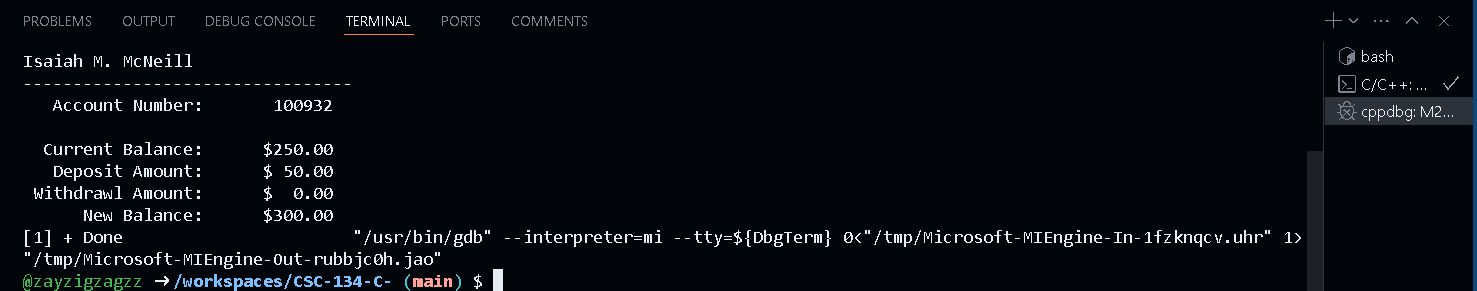 PROBLEMS OUTPUT DEBUG CONSOLE TERMINAL PORTS COMMENTS
Isaiah M. McNeill
---------------------------------
Account Number: 100932
Current Balance: $250.00
Deposit Amount: $ 50.00
Withdrawl Amount: $ 0.00
New Balance: $300.00
[1] + Done "/usr/bin/gdb" --interpreter=mi --tty=${DbgTerm} 0<"/tmp/Microsoft-MIEngine-In-1fzknqcv.uhr" 1>
"/tmp/Microsoft-MIEngine-Out-rubbjc0h.jao"
@zayzigzagzz →/workspaces/CSC-134-C- (main) $
bash
C/C++: ...
cppdbg: M2...